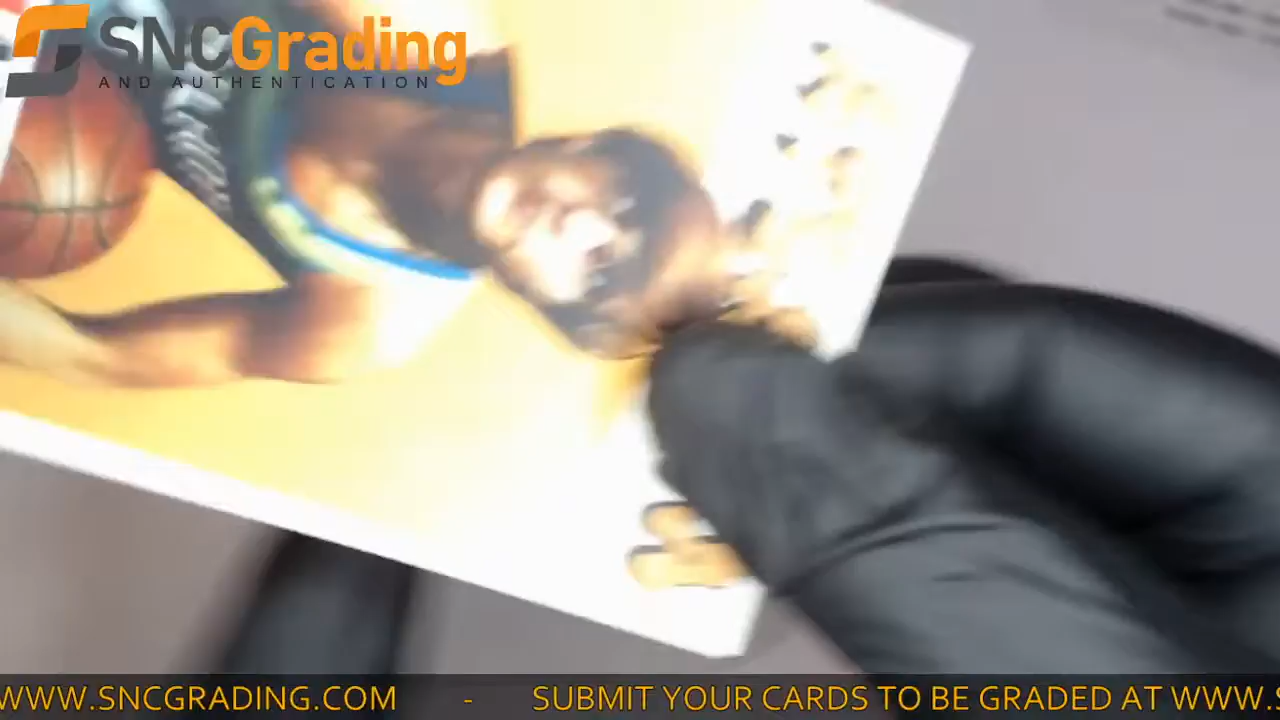 SNCGrading
AND AUTHENTICATION
WWW.SNCGRADING.COM - SUBMIT YOUR CARDS TO BE GRADED AT WWW.S